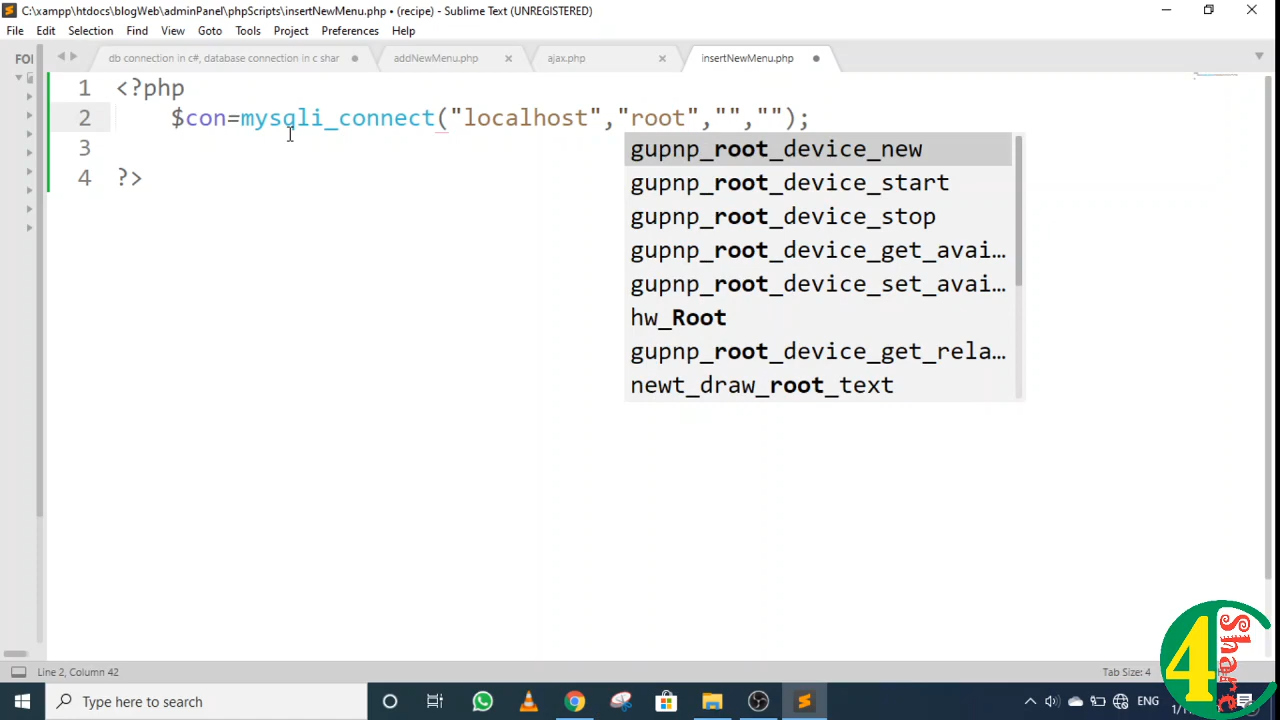 C:\xampp\htdocs\blogWeb\adminPanel\phpScripts\insertNewMenu.php • (recipe) - Sublime Text (UNREGISTERED)
File Edit Selection Find View Goto Tools Project Preferences Help
FO
db connection in c#, database connection in c shar
addNewMenu.php
ajax.php
insertNewMenu.php
1 <?php
2 $con=mysqli_connect("localhost","root","","");
3
4 ?>
gupnp_root_device_new
gupnp_root_device_start
gupnp_root_device_stop
gupnp_root_device_get_avai…
gupnp_root_device_set_avai…
hw_Root
gupnp_root_device_get_rela…
newt_draw_root_text
Line 2, Column 42
Tab Size: 4
4 Share
Type here to search
ENG